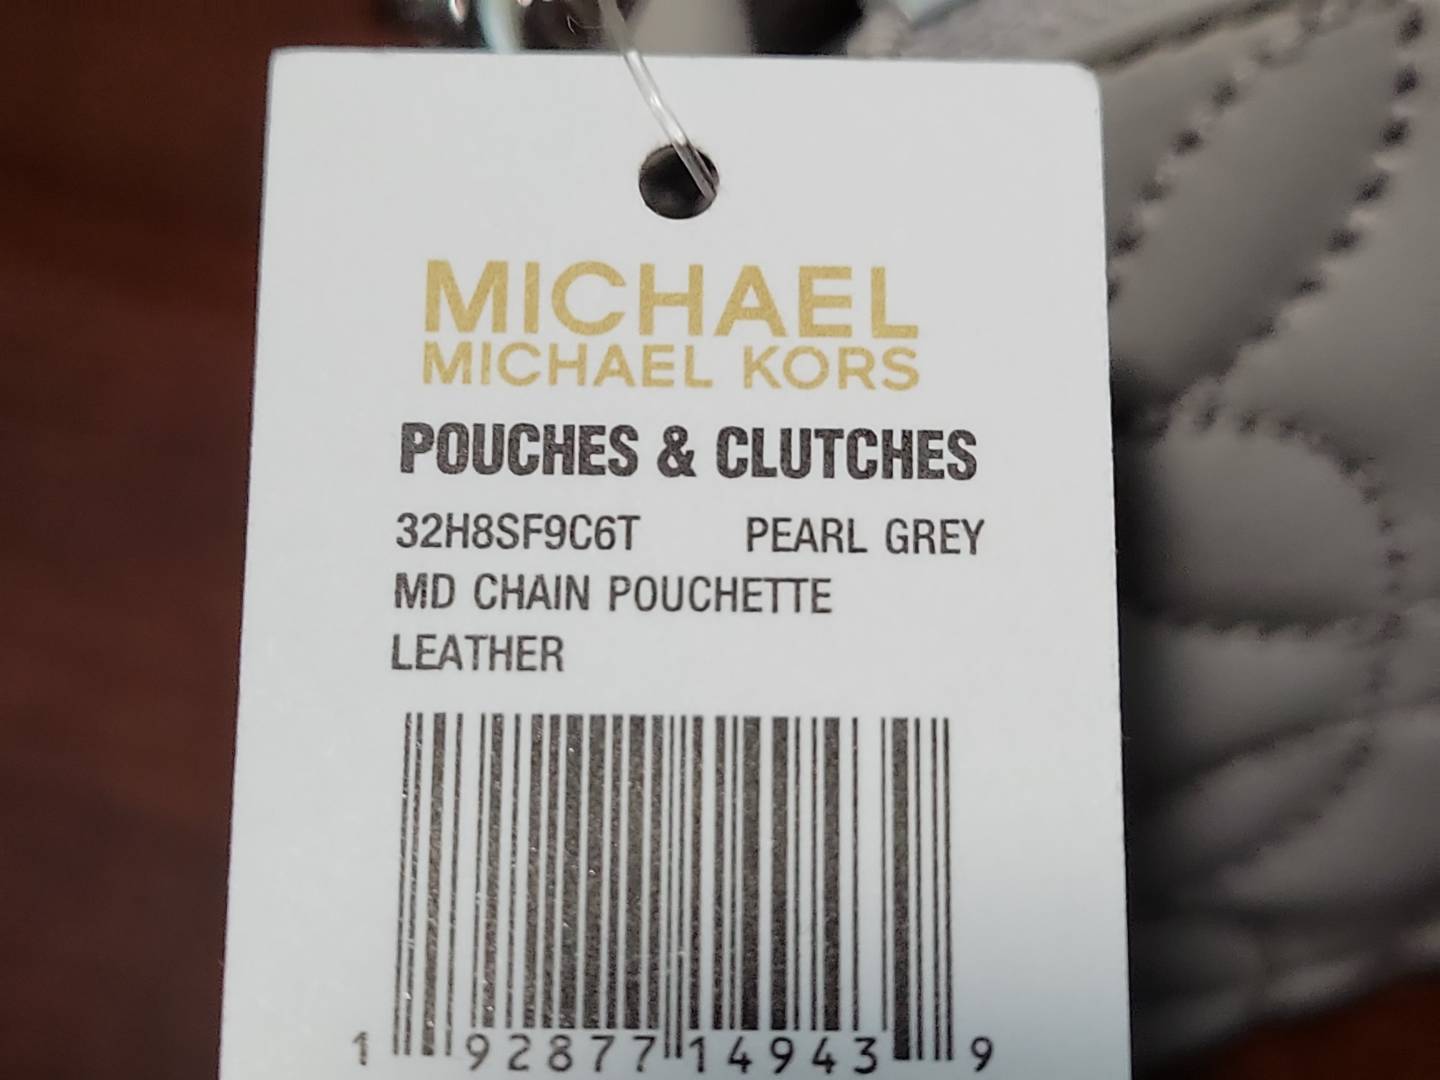 MICHAEL
MICHAEL KORS
POUCHES & CLUTCHES
32H8SF9C6T PEARL GREY
MD CHAIN POUCHETTE
LEATHER
1 92877 14943 9